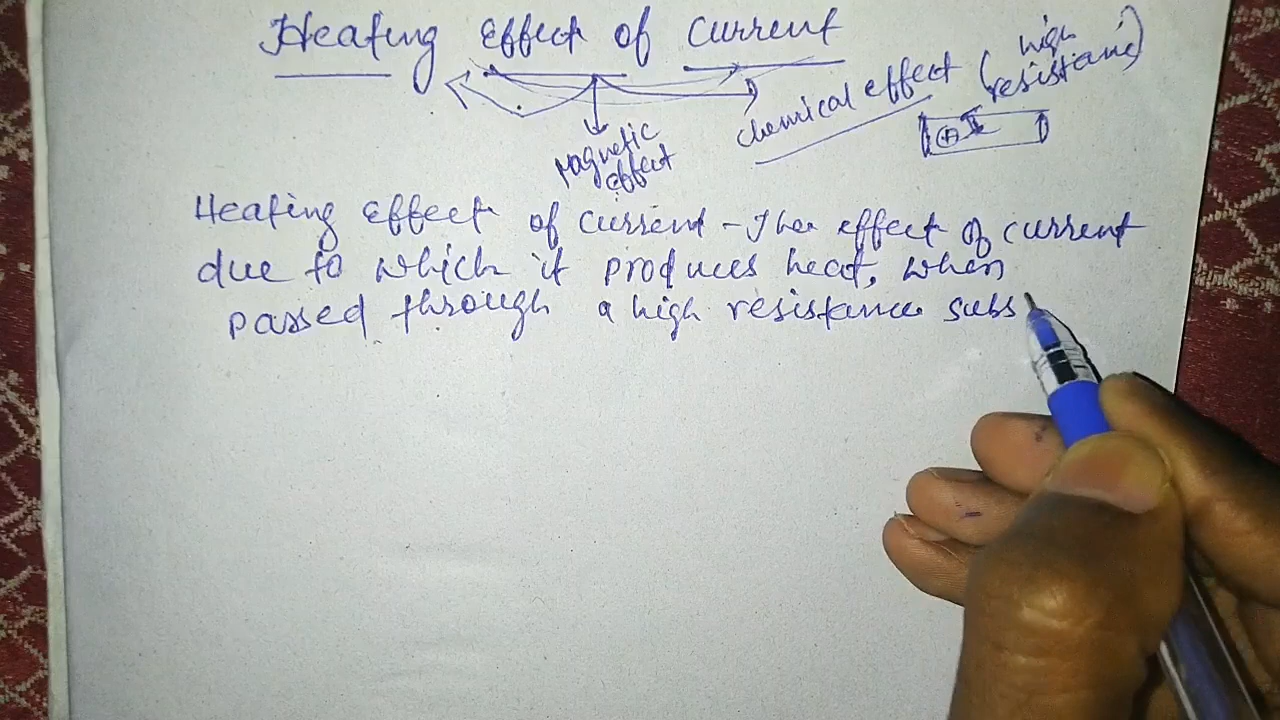 Heating Effect of Current
magnetic
effect
chemical effect (high
resistance)
Heating Effect of Current - The effect of current
due to which it produces heat, when
passed through a high resistance subs